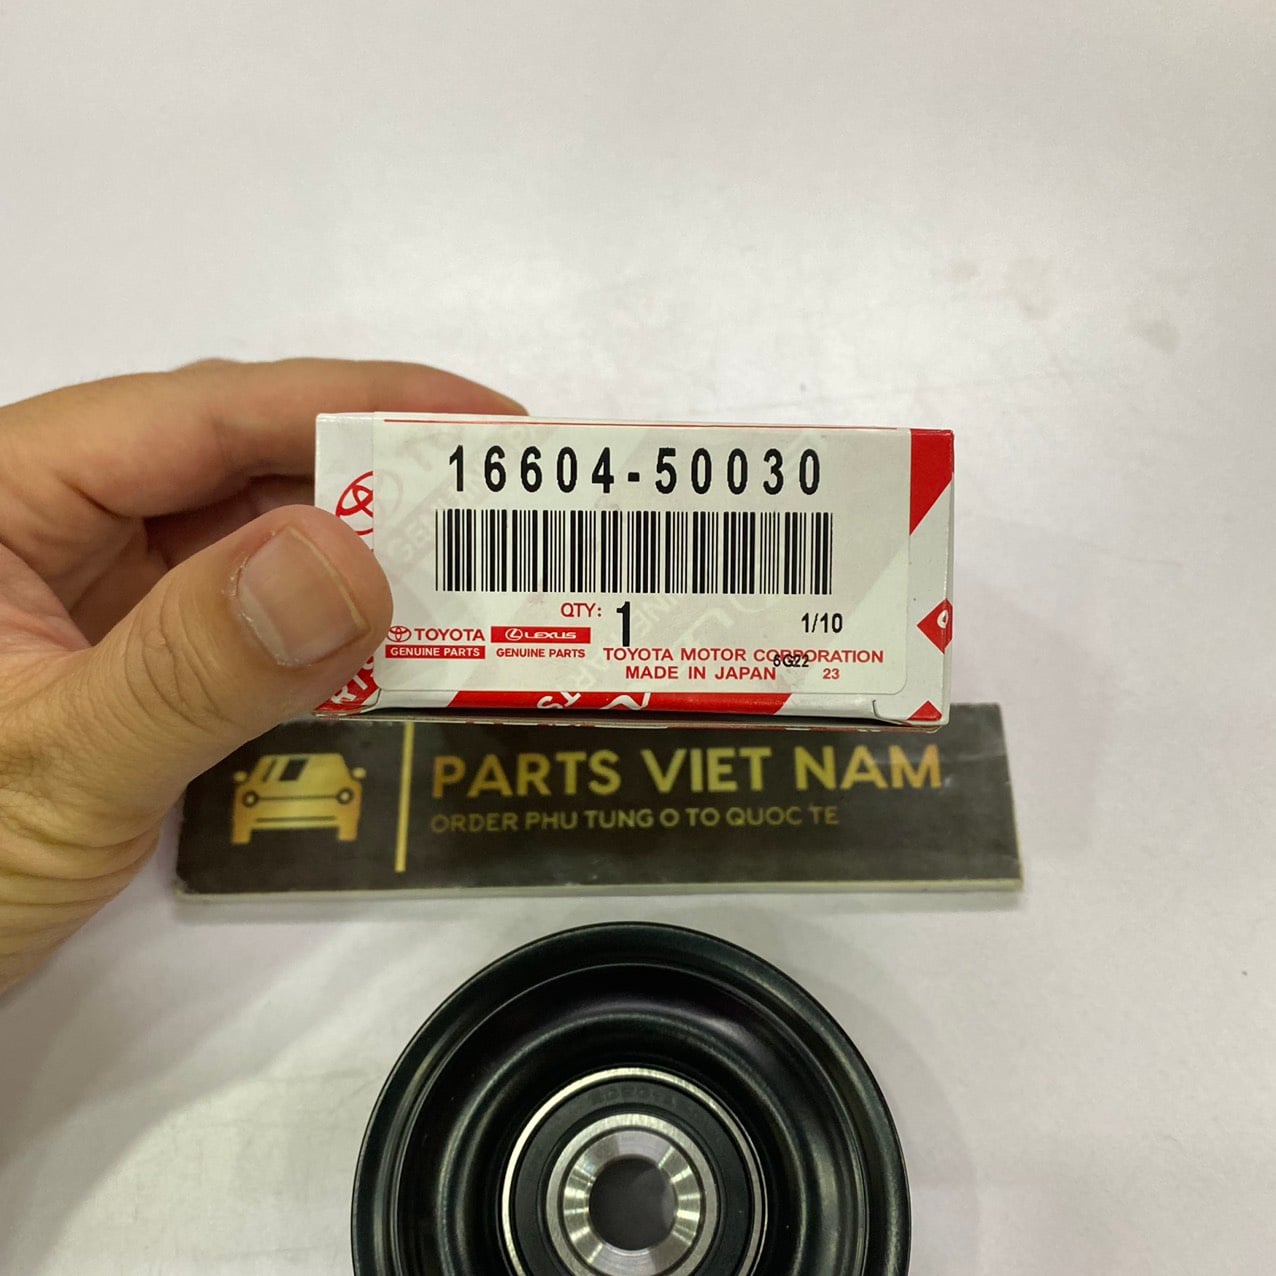 16604-50030
QTY: 1
1/10
TOYOTA
GENUINE PARTS
LEXUS
GENUINE PARTS
TOYOTA MOTOR CORPORATION
6G22
MADE IN JAPAN 23
PARTS VIET NAM
ORDER PHU TUNG O TO QUOC TE